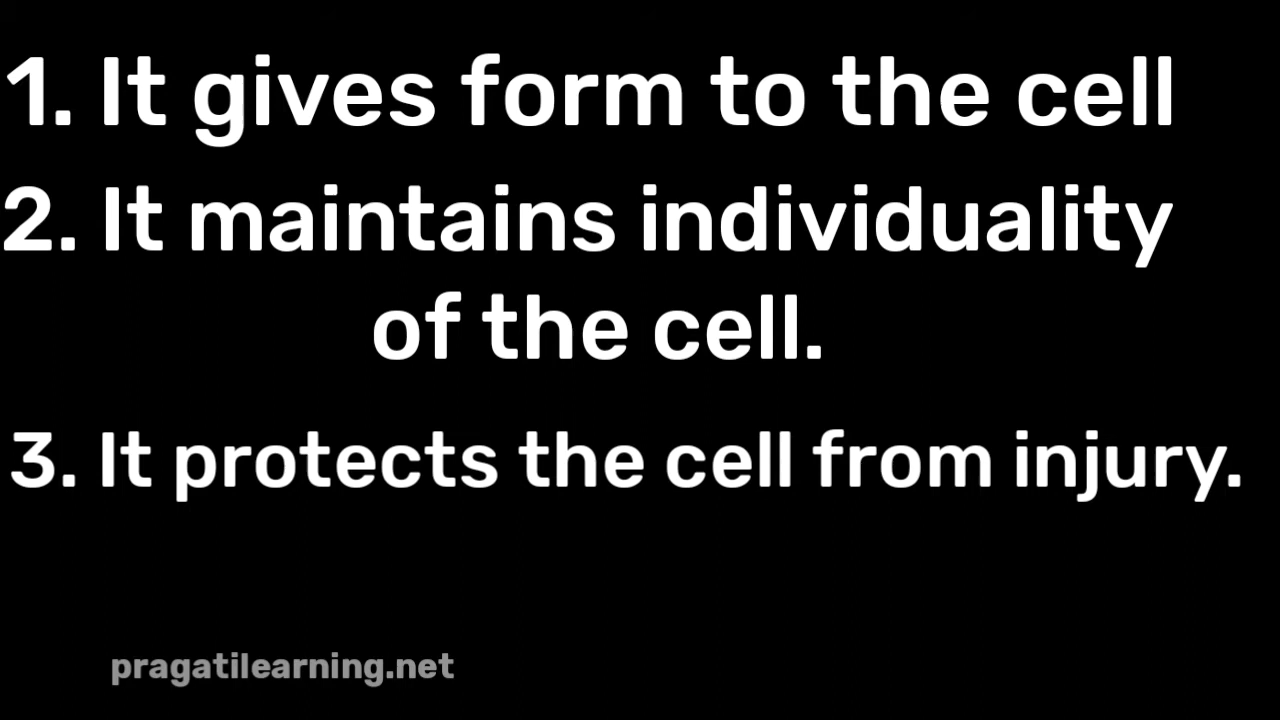 1. It gives form to the cell
2. It maintains individuality
of the cell.
3. It protects the cell from injury.
pragatilearning.net